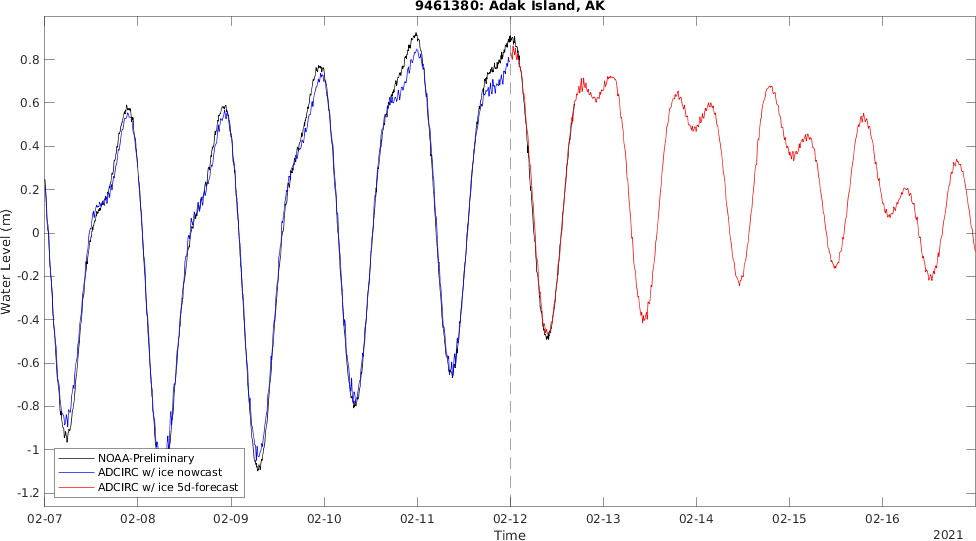 9461380: Adak Island, AK
Water Level (m)
0.8
0.6
0.4
0.2
0
-0.2
-0.4
-0.6
-0.8
-1
-1.2
NOAA-Preliminary
ADCIRC w/ ice nowcast
ADCIRC w/ ice 5d-forecast
02-07 02-08 02-09 02-10 02-11 02-12 02-13 02-14 02-15 02-16
Time
2021